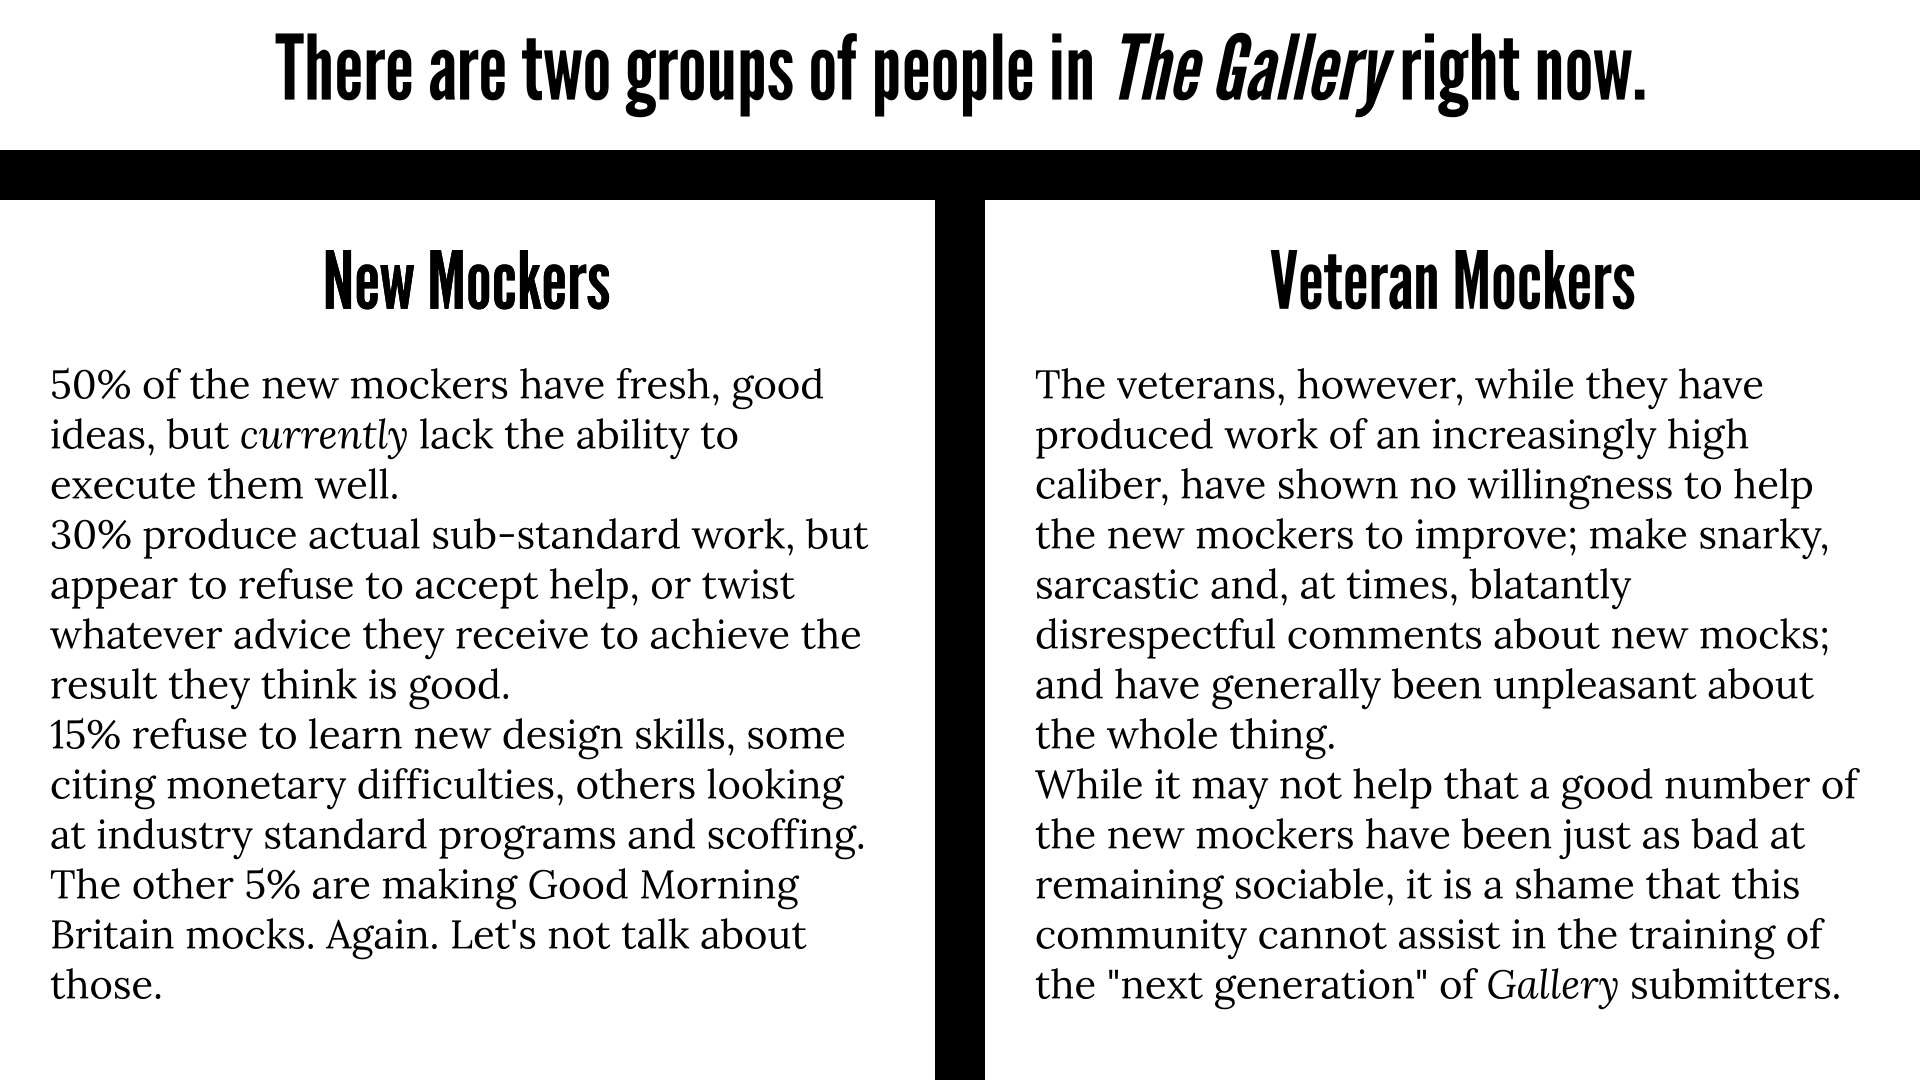 There are two groups of people in The Gallery right now.
New Mockers
50% of the new mockers have fresh, good
ideas, but currently lack the ability to
execute them well.
30% produce actual sub-standard work, but
appear to refuse to accept help, or twist
whatever advice they receive to achieve the
result they think is good.
15% refuse to learn new design skills, some
citing monetary difficulties, others looking
at industry standard programs and scoffing.
The other 5% are making Good Morning
Britain mocks. Again. Let's not talk about
those.
Veteran Mockers
The veterans, however, while they have
produced work of an increasingly high
caliber, have shown no willingness to help
the new mockers to improve; make snarky,
sarcastic and, at times, blatantly
disrespectful comments about new mocks;
and have generally been unpleasant about
the whole thing.
While it may not help that a good number of
the new mockers have been just as bad at
remaining sociable, it is a shame that this
community cannot assist in the training of
the "next generation" of Gallery submitters.